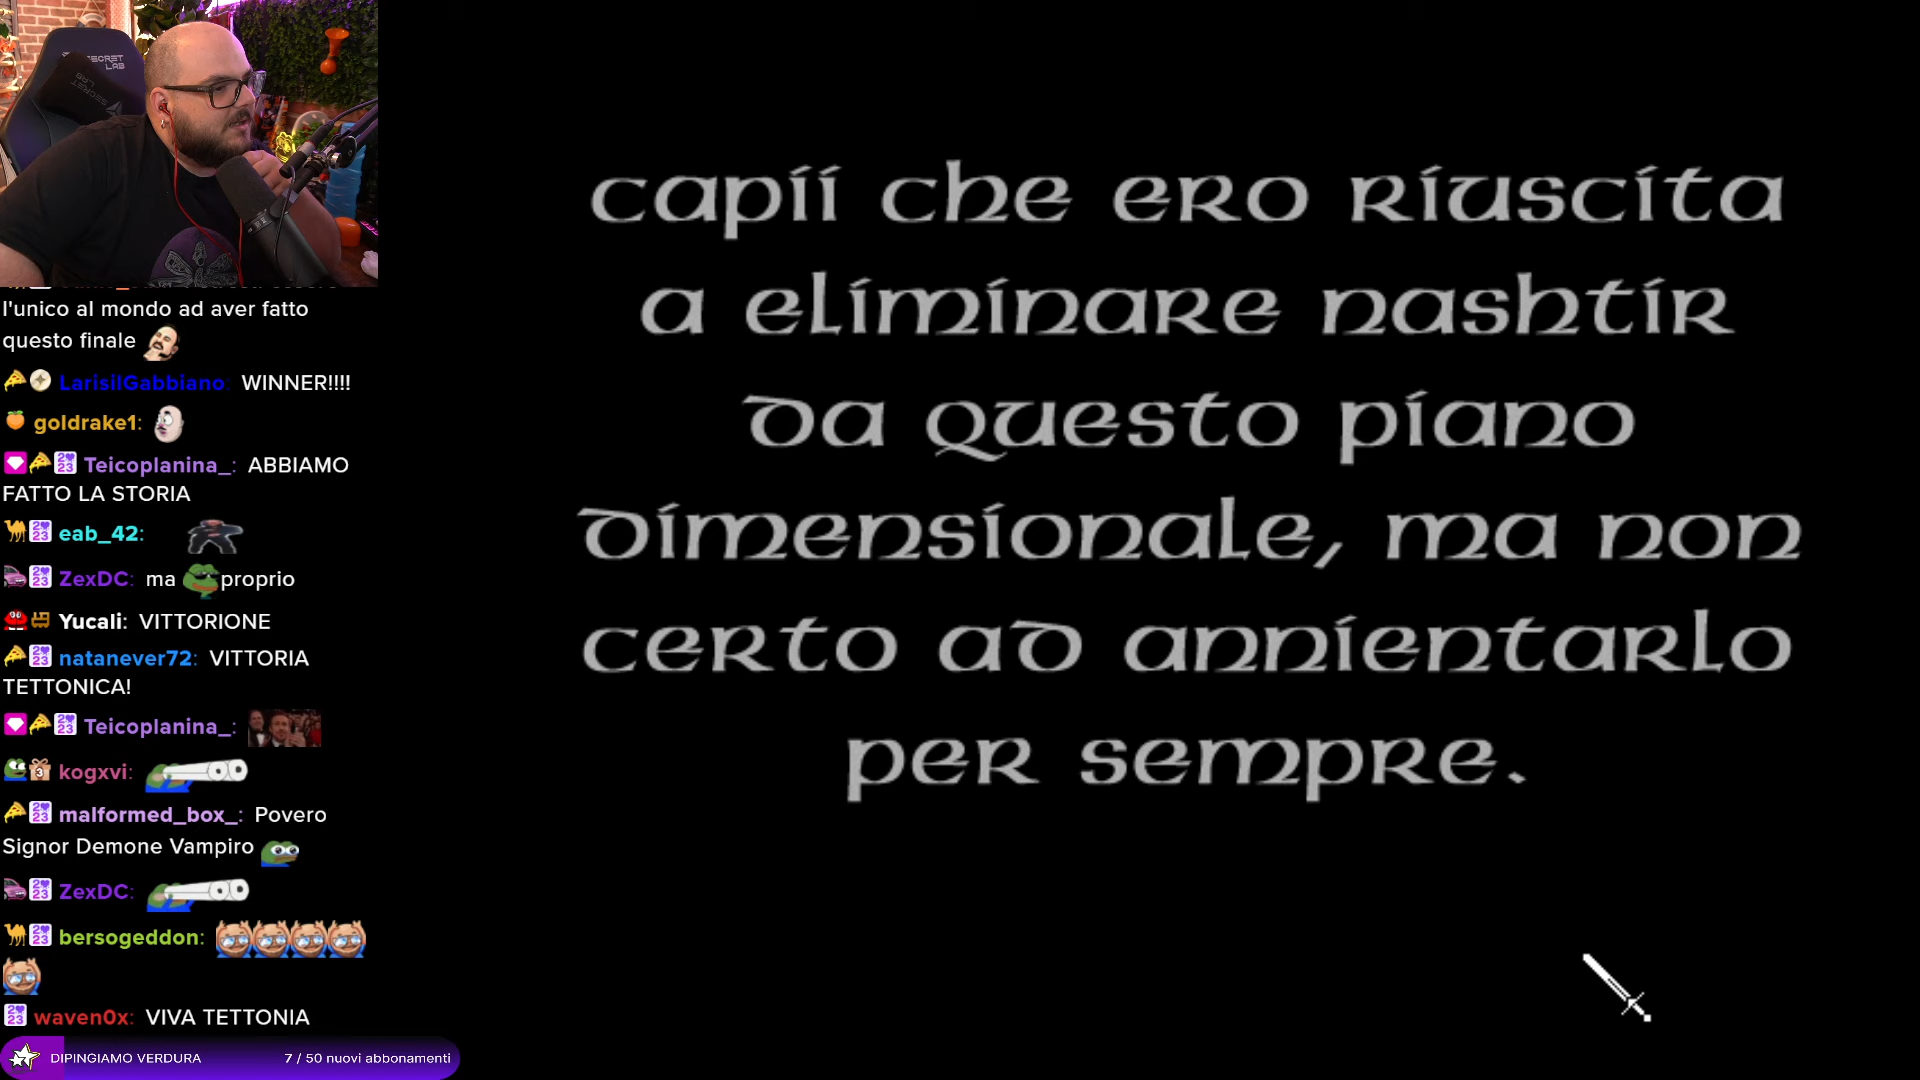 SECRET LAB
capii che ero riuscita
a eliminare nashtir
da questo piano
dimensionale, ma non
certo ad annientarlo
per sempre.
l'unico al mondo ad aver fatto
questo finale
LarisilGabbiano: WINNER!!!!
goldrake1:
Teicoplanina_: ABBIAMO
FATTO LA STORIA
eab_42:
ZexDC: ma proprio
Yucali: VITTORIONE
natanever72: VITTORIA
TETTONICA!
Teicoplanina_:
kogxvi:
malformed_box_: Povero
Signor Demone Vampiro
ZexDC:
bersogeddon:
waven0x: VIVA TETTONIA
DIPINGIAMO VERDURA 7 / 50 nuovi abbonamenti